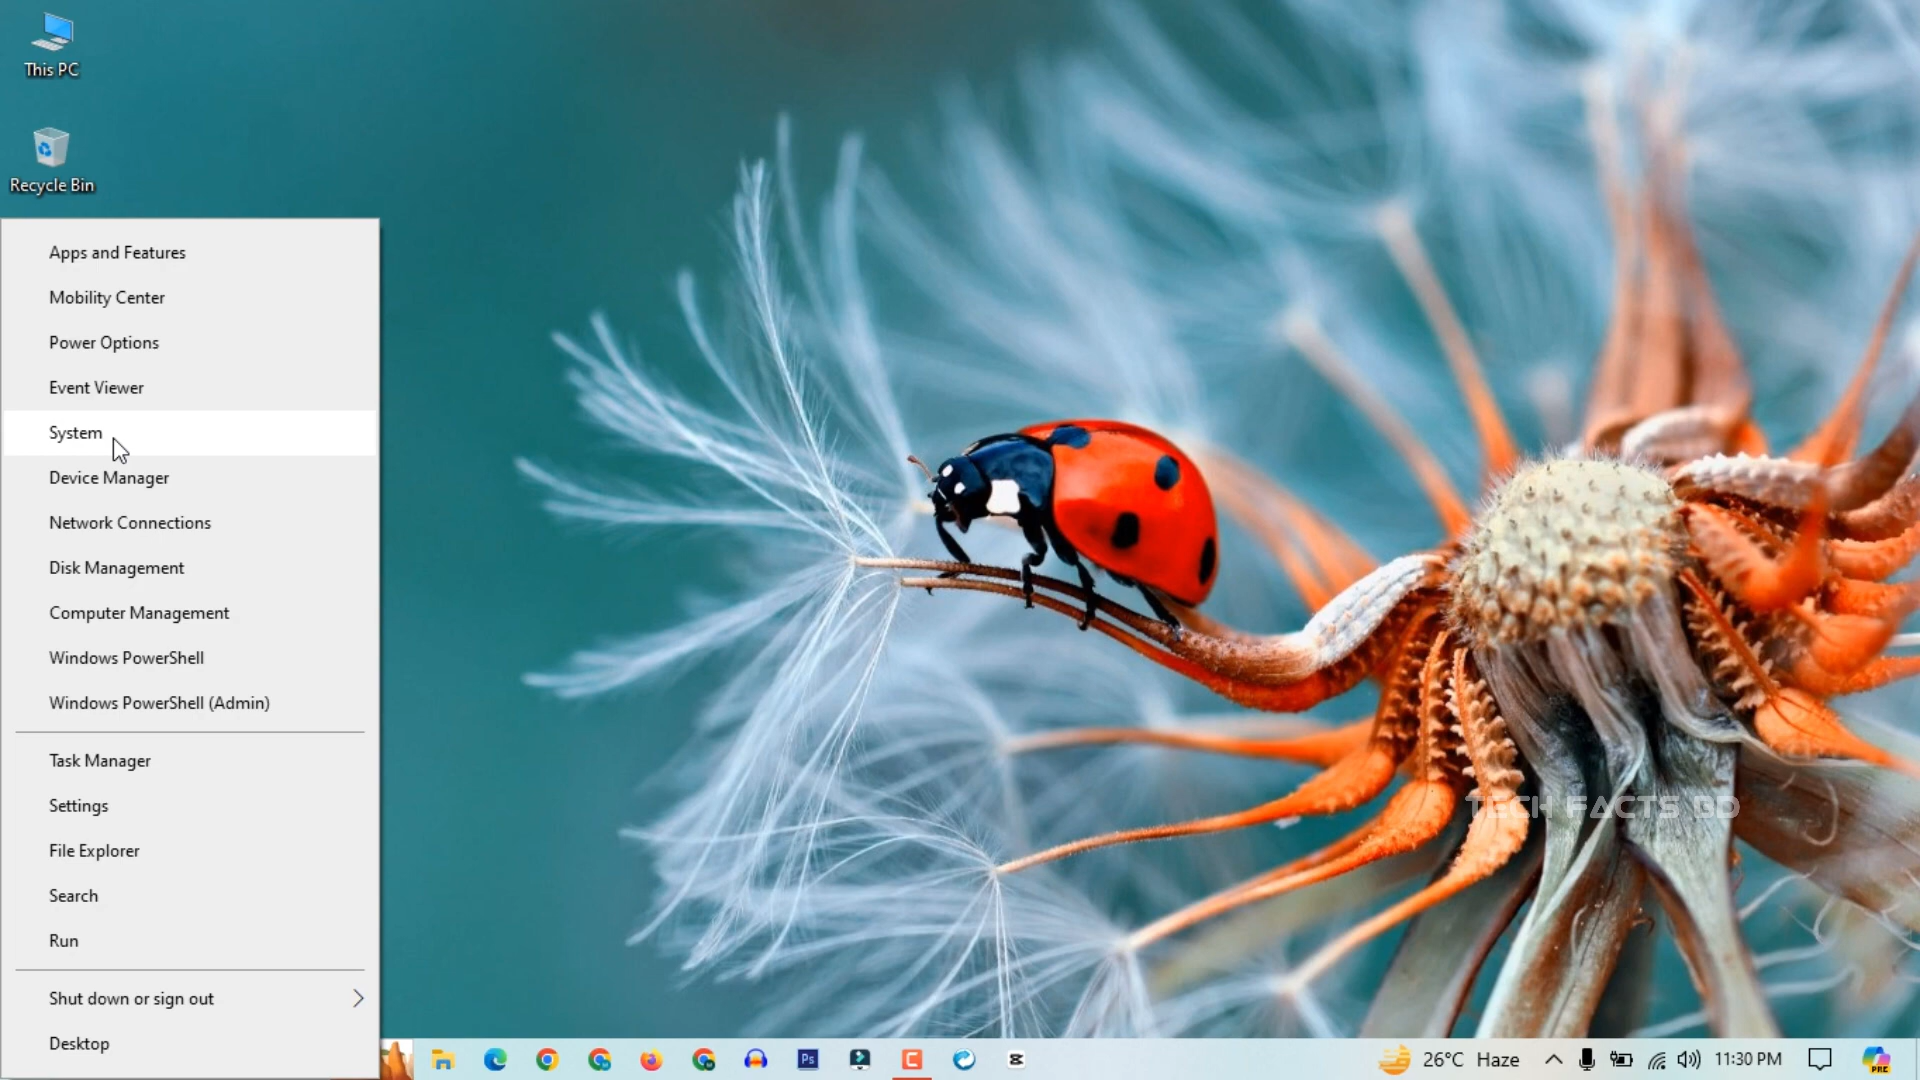 This PC
Recycle Bin
Apps and Features
Mobility Center
Power Options
Event Viewer
System
Device Manager
Network Connections
Disk Management
Computer Management
Windows PowerShell
Windows PowerShell (Admin)
Task Manager
Settings
File Explorer
Search
Run
Shut down or sign out
Desktop
TECH FACTS BD
Ps
26°C Haze
11:30 PM
PRE